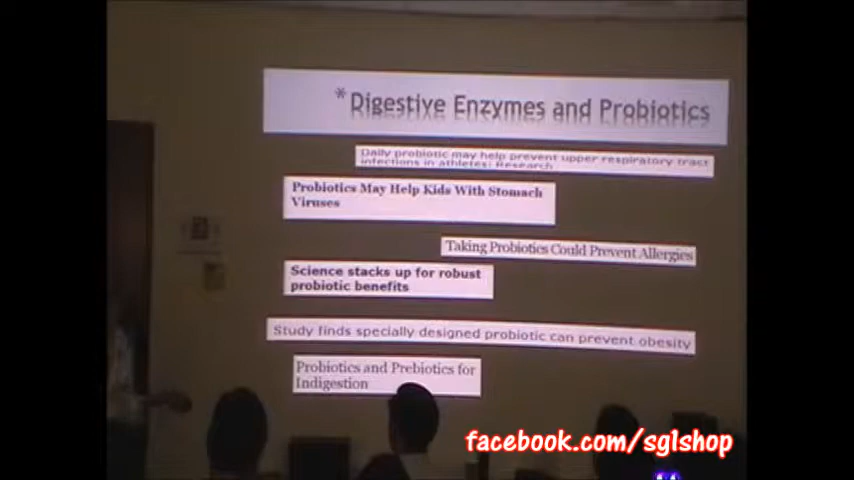 *Digestive Enzymes and Probiotics
Daily probiotic may help prevent upper respiratory tract
infections in athletes: Research
Probiotics May Help Kids With Stomach
Viruses
Taking Probiotics Could Prevent Allergies
Science stacks up for robust
probiotic benefits
Study finds specially designed probiotic can prevent obesity
Probiotics and Prebiotics for
Indigestion
facebook.com/sg1shop